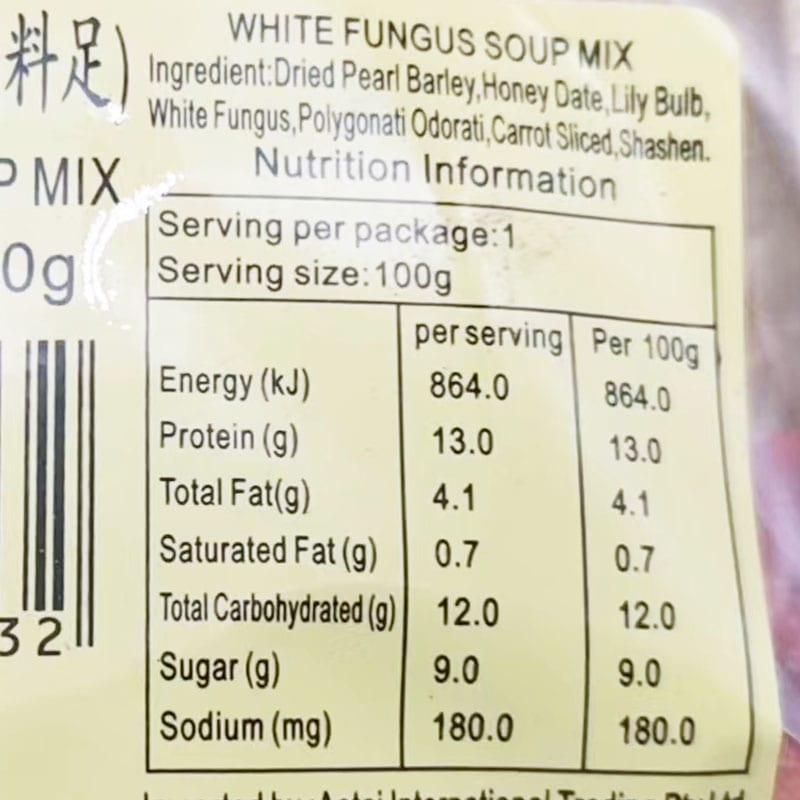 料足)
P MIX
0g
32
WHITE FUNGUS SOUP MIX
Ingredient:Dried Pearl Barley,Honey Date,Lily Bulb,
White Fungus,Polygonati Odorati,Carrot Sliced,Shashen.
Nutrition Information
Serving per package:1
Serving size:100g
per serving Per 100g
Energy (kJ) 864.0 864.0
Protein (g) 13.0 13.0
Total Fat(g) 4.1 4.1
Saturated Fat (g) 0.7 0.7
Total Carbohydrated (g) 12.0 12.0
Sugar (g) 9.0 9.0
Sodium (mg) 180.0 180.0